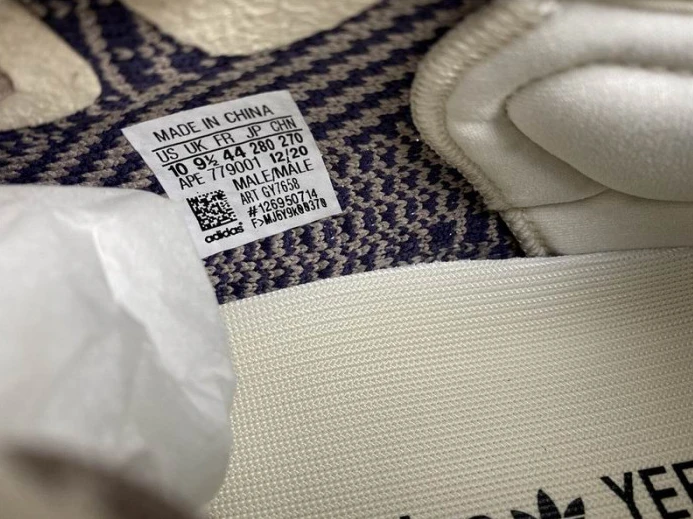 MADE IN CHINA
US UK FR JP CHN
10 9½ 44 280 270
APE 779001 12/20
MALE/MALE
ART GY7658
#126950714
F>MJ6Y9k00370
adidas